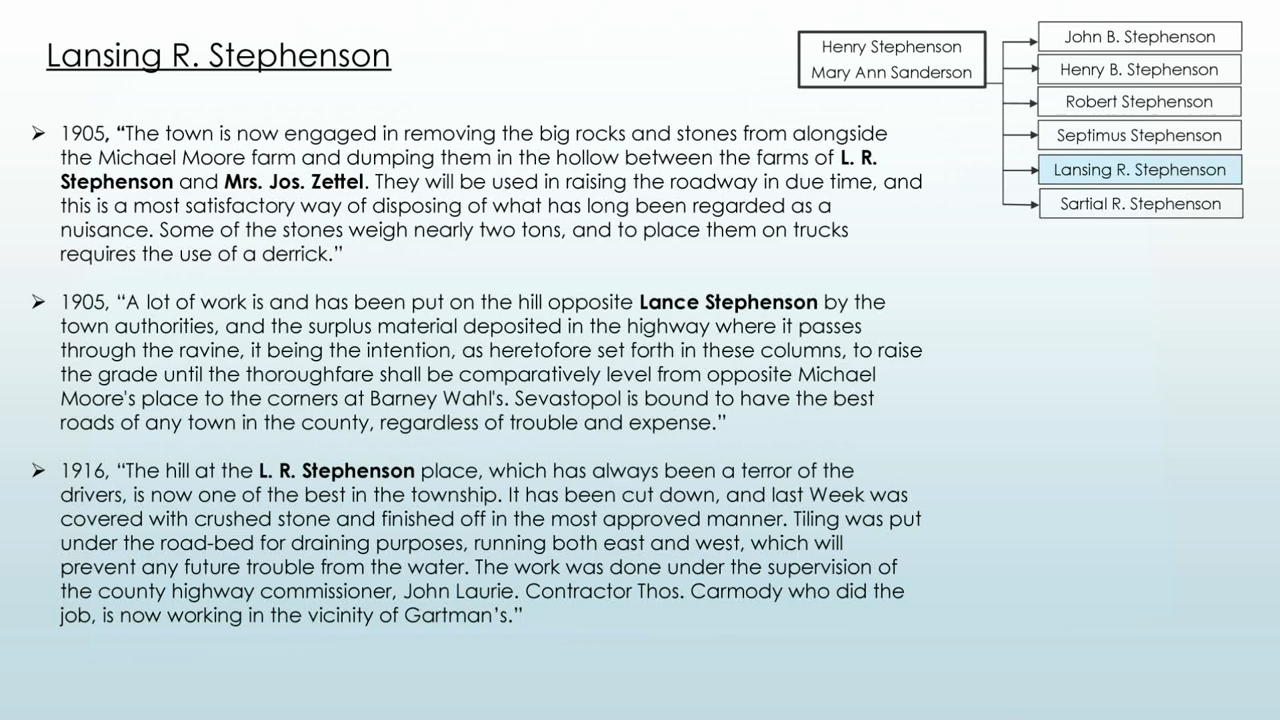 Lansing R. Stephenson
Henry Stephenson
Mary Ann Sanderson
John B. Stephenson
Henry B. Stephenson
Robert Stephenson
Septimus Stephenson
Lansing R. Stephenson
Sartial R. Stephenson
➢ 1905, “The town is now engaged in removing the big rocks and stones from alongside
the Michael Moore farm and dumping them in the hollow between the farms of L. R.
Stephenson and Mrs. Jos. Zettel. They will be used in raising the roadway in due time, and
this is a most satisfactory way of disposing of what has long been regarded as a
nuisance. Some of the stones weigh nearly two tons, and to place them on trucks
requires the use of a derrick.”
➢ 1905, “A lot of work is and has been put on the hill opposite Lance Stephenson by the
town authorities, and the surplus material deposited in the highway where it passes
through the ravine, it being the intention, as heretofore set forth in these columns, to raise
the grade until the thoroughfare shall be comparatively level from opposite Michael
Moore's place to the corners at Barney Wahl's. Sevastopol is bound to have the best
roads of any town in the county, regardless of trouble and expense.”
➢ 1916, “The hill at the L. R. Stephenson place, which has always been a terror of the
drivers, is now one of the best in the township. It has been cut down, and last Week was
covered with crushed stone and finished off in the most approved manner. Tiling was put
under the road-bed for draining purposes, running both east and west, which will
prevent any future trouble from the water. The work was done under the supervision of
the county highway commissioner, John Laurie. Contractor Thos. Carmody who did the
job, is now working in the vicinity of Gartman’s.”